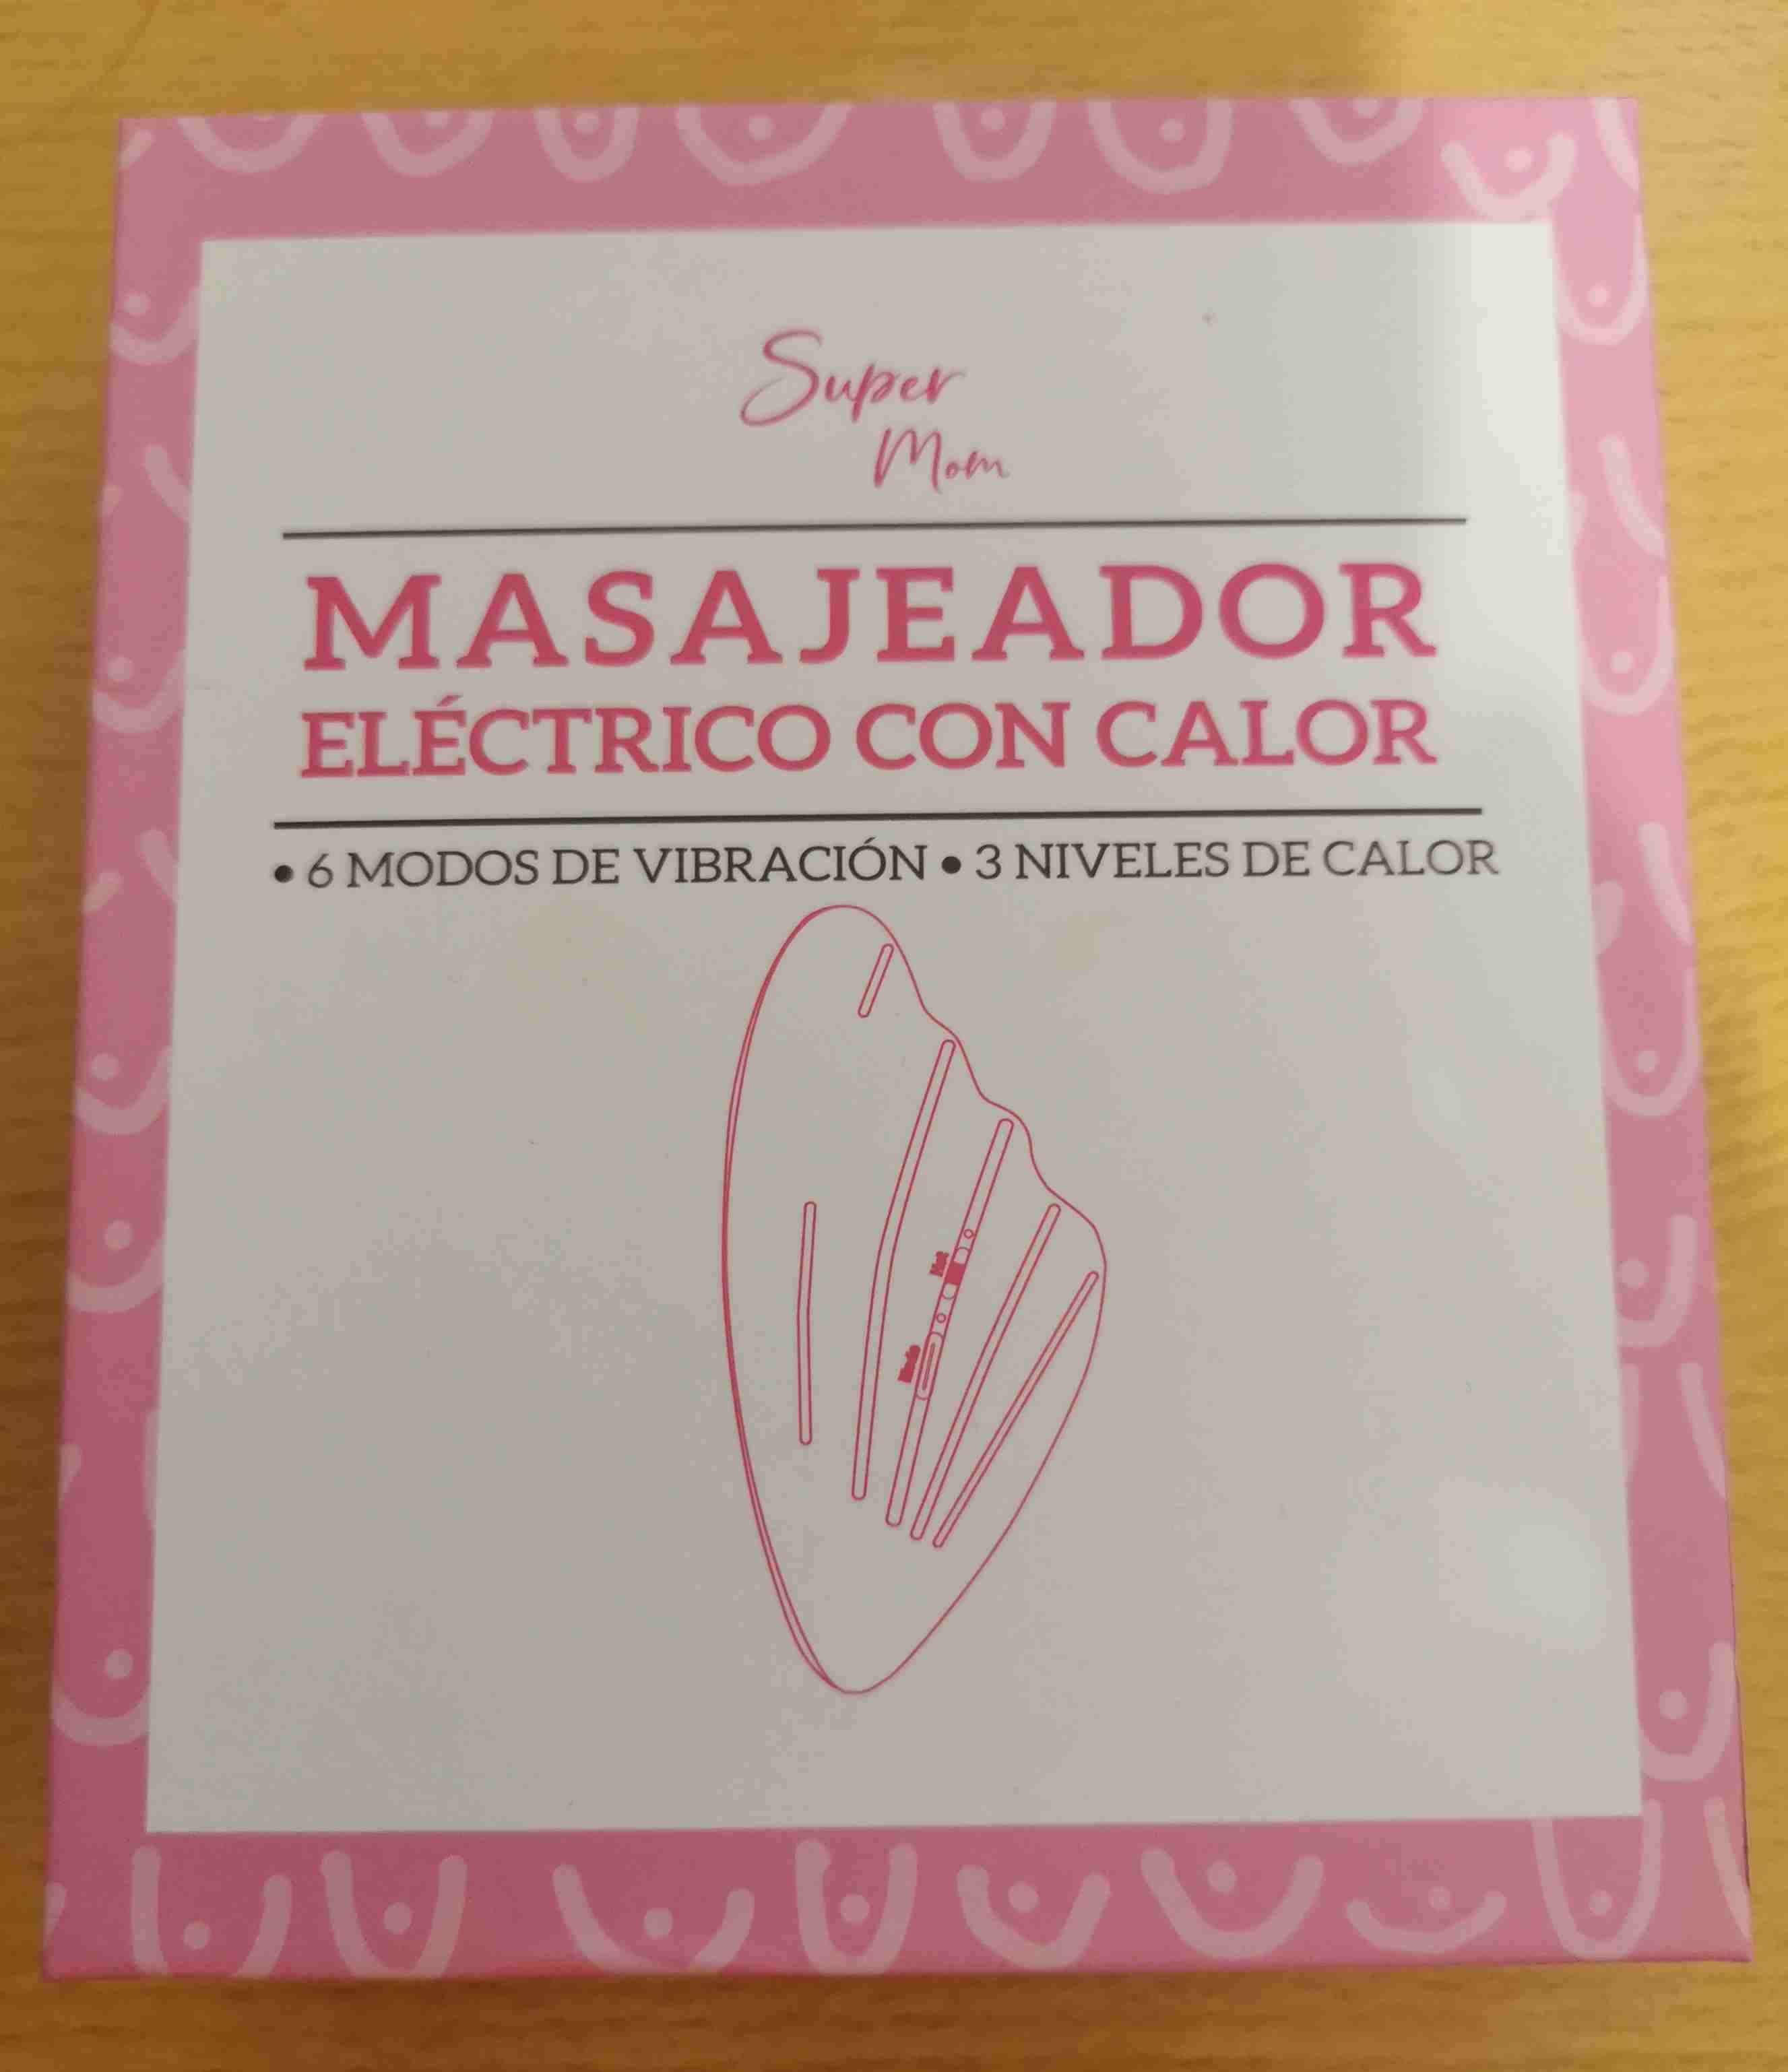 Super
Mom
MASAJEADOR
ELÉCTRICO CON CALOR
• 6 MODOS DE VIBRACIÓN • 3 NIVELES DE CALOR